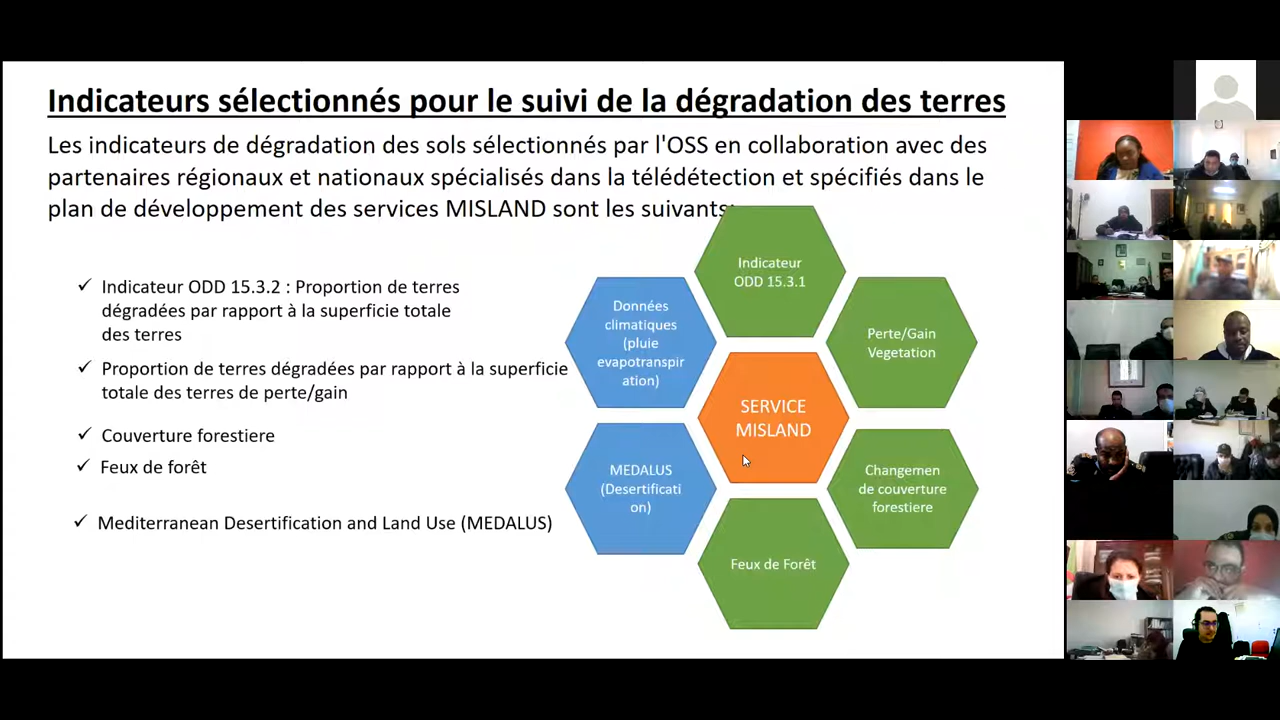 Indicateurs sélectionnés pour le suivi de la dégradation des terres
Les indicateurs de dégradation des sols sélectionnés par l'OSS en collaboration avec des
partenaires régionaux et nationaux spécialisés dans la télédétection et spécifiés dans le
plan de développement des services MISLAND sont les suivants:
✓ Indicateur ODD 15.3.2 : Proportion de terres
dégradées par rapport à la superficie totale
des terres
✓ Proportion de terres dégradées par rapport à la superficie
totale des terres de perte/gain
✓ Couverture forestiere
✓ Feux de forêt
✓ Mediterranean Desertification and Land Use (MEDALUS)
Indicateur
ODD 15.3.1
Données
climatiques
(pluie
evapotranspir
ation)
Perte/Gain
Vegetation
SERVICE
MISLAND
MEDALUS
(Desertificati
on)
Changemen
de couverture
forestiere
Feux de Forêt